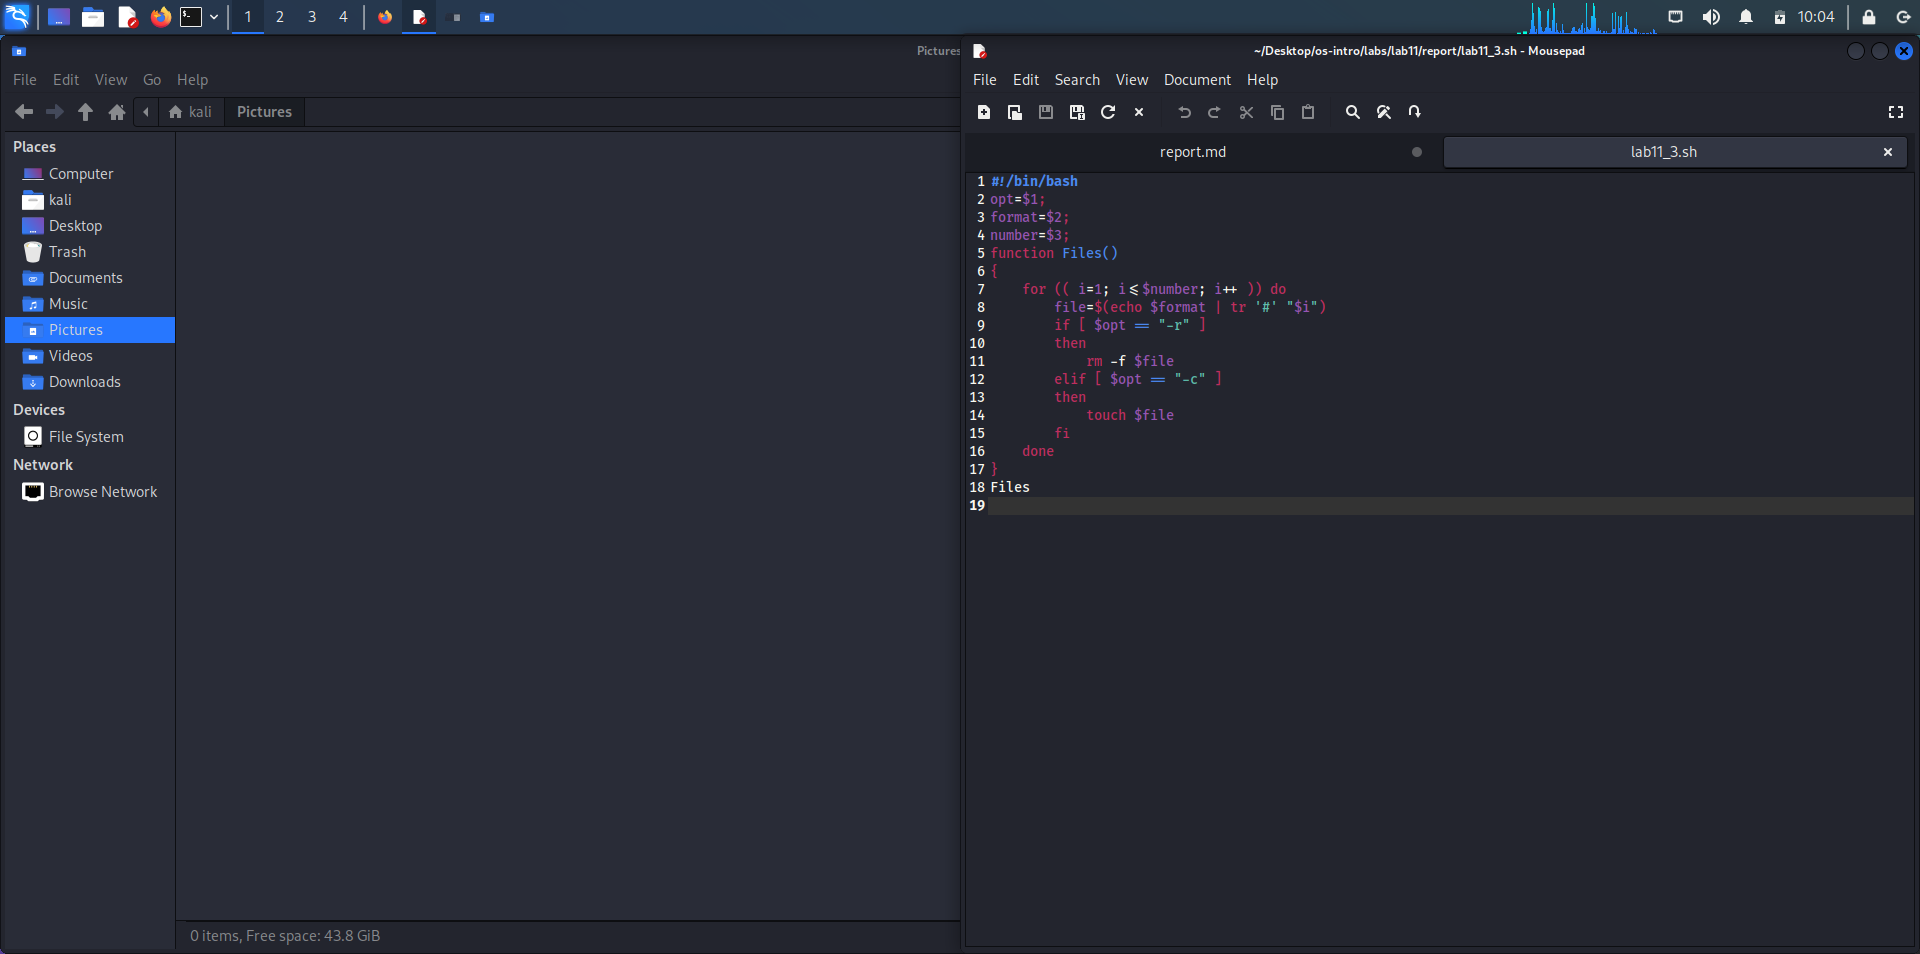 1 2 3 4
10:04
Pictures
File Edit View Go Help
kali Pictures
Places
Computer
kali
Desktop
Trash
Documents
Music
Pictures
Videos
Downloads
Devices
File System
Network
Browse Network
0 items, Free space: 43.8 GiB
~/Desktop/os-intro/labs/lab11/report/lab11_3.sh - Mousepad
File Edit Search View Document Help
report.md lab11_3.sh
1 #!/bin/bash
2 opt=$1;
3 format=$2;
4 number=$3;
5 function Files()
6 {
7     for (( i=1; i<=$number; i++ )) do
8         file=$(echo $format | tr '#' "$i")
9         if [ $opt == "-r" ]
10         then
11             rm -f $file
12         elif [ $opt == "-c" ]
13         then
14             touch $file
15         fi
16     done
17 }
18 Files
19